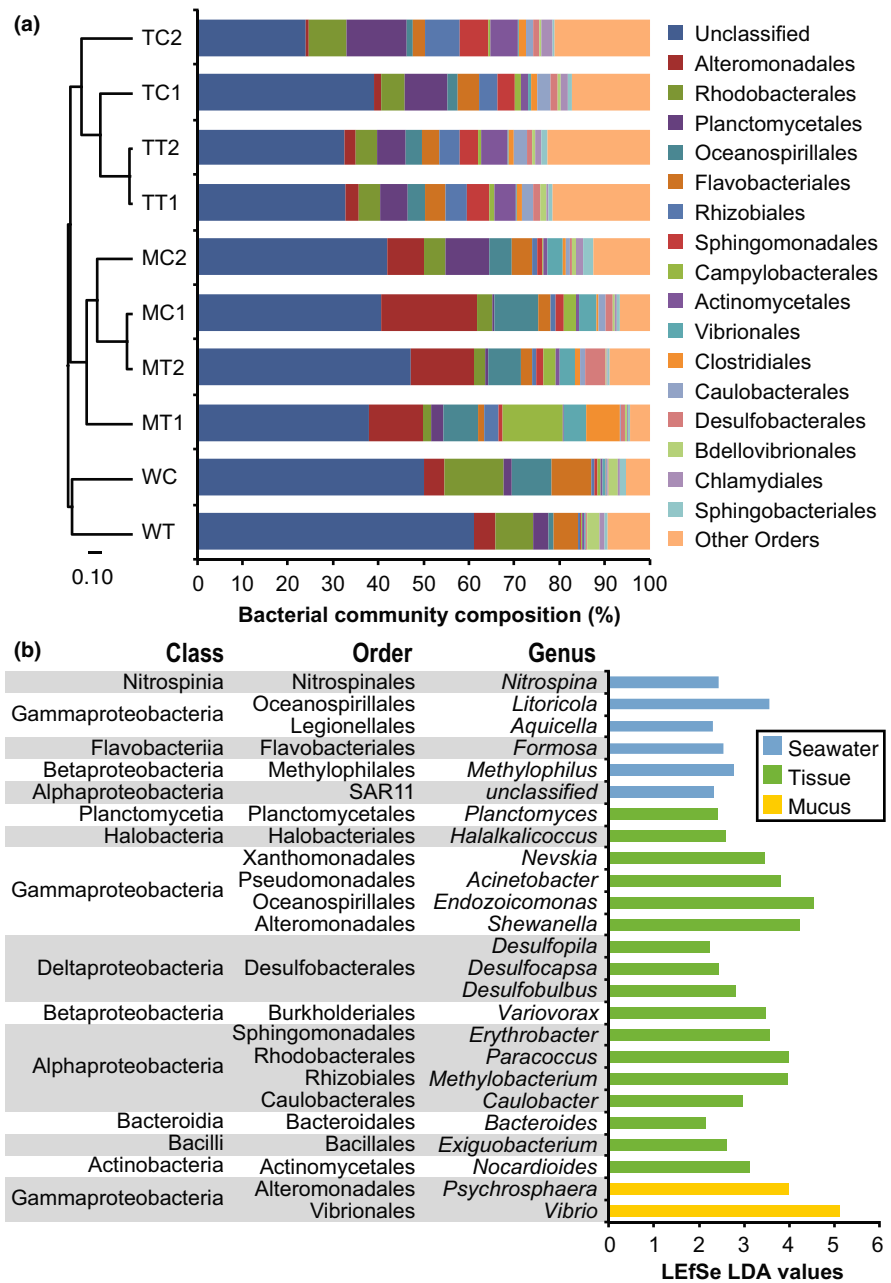 (a)
TC2
TC1
TT2
TT1
MC2
MC1
MT2
MT1
WC
WT
0.10
0 10 20 30 40 50 60 70 80 90 100
Bacterial community composition (%)
Unclassified
Alteromonadales
Rhodobacterales
Planctomycetales
Oceanospirillales
Flavobacteriales
Rhizobiales
Sphingomonadales
Campylobacterales
Actinomycetales
Vibrionales
Clostridiales
Caulobacterales
Desulfobacterales
Bdellovibrionales
Chlamydiales
Sphingobacteriales
Other Orders
(b) Class Order Genus
Nitrospinia Nitrospinales Nitrospina
Gammaproteobacteria Oceanospirillales Litoricola
Legionellales Aquicella
Flavobacteriia Flavobacteriales Formosa
Betaproteobacteria Methylophilales Methylophilus
Alphaproteobacteria SAR11 unclassified
Planctomycetia Planctomycetales Planctomyces
Halobacteria Halobacteriales Halalkalicoccus
Gammaproteobacteria Xanthomonadales Nevskia
Pseudomonadales Acinetobacter
Oceanospirillales Endozoicomonas
Alteromonadales Shewanella
Deltaproteobacteria Desulfobacterales Desulfopila
Desulfocapsa
Desulfobulbus
Betaproteobacteria Burkholderiales Variovorax
Alphaproteobacteria Sphingomonadales Erythrobacter
Rhodobacterales Paracoccus
Rhizobiales Methylobacterium
Caulobacterales Caulobacter
Bacteroidia Bacteroidales Bacteroides
Bacilli Bacillales Exiguobacterium
Actinobacteria Actinomycetales Nocardioides
Gammaproteobacteria Alteromonadales Psychrosphaera
Vibrionales Vibrio
Seawater
Tissue
Mucus
0 1 2 3 4 5 6
LEfSe LDA values